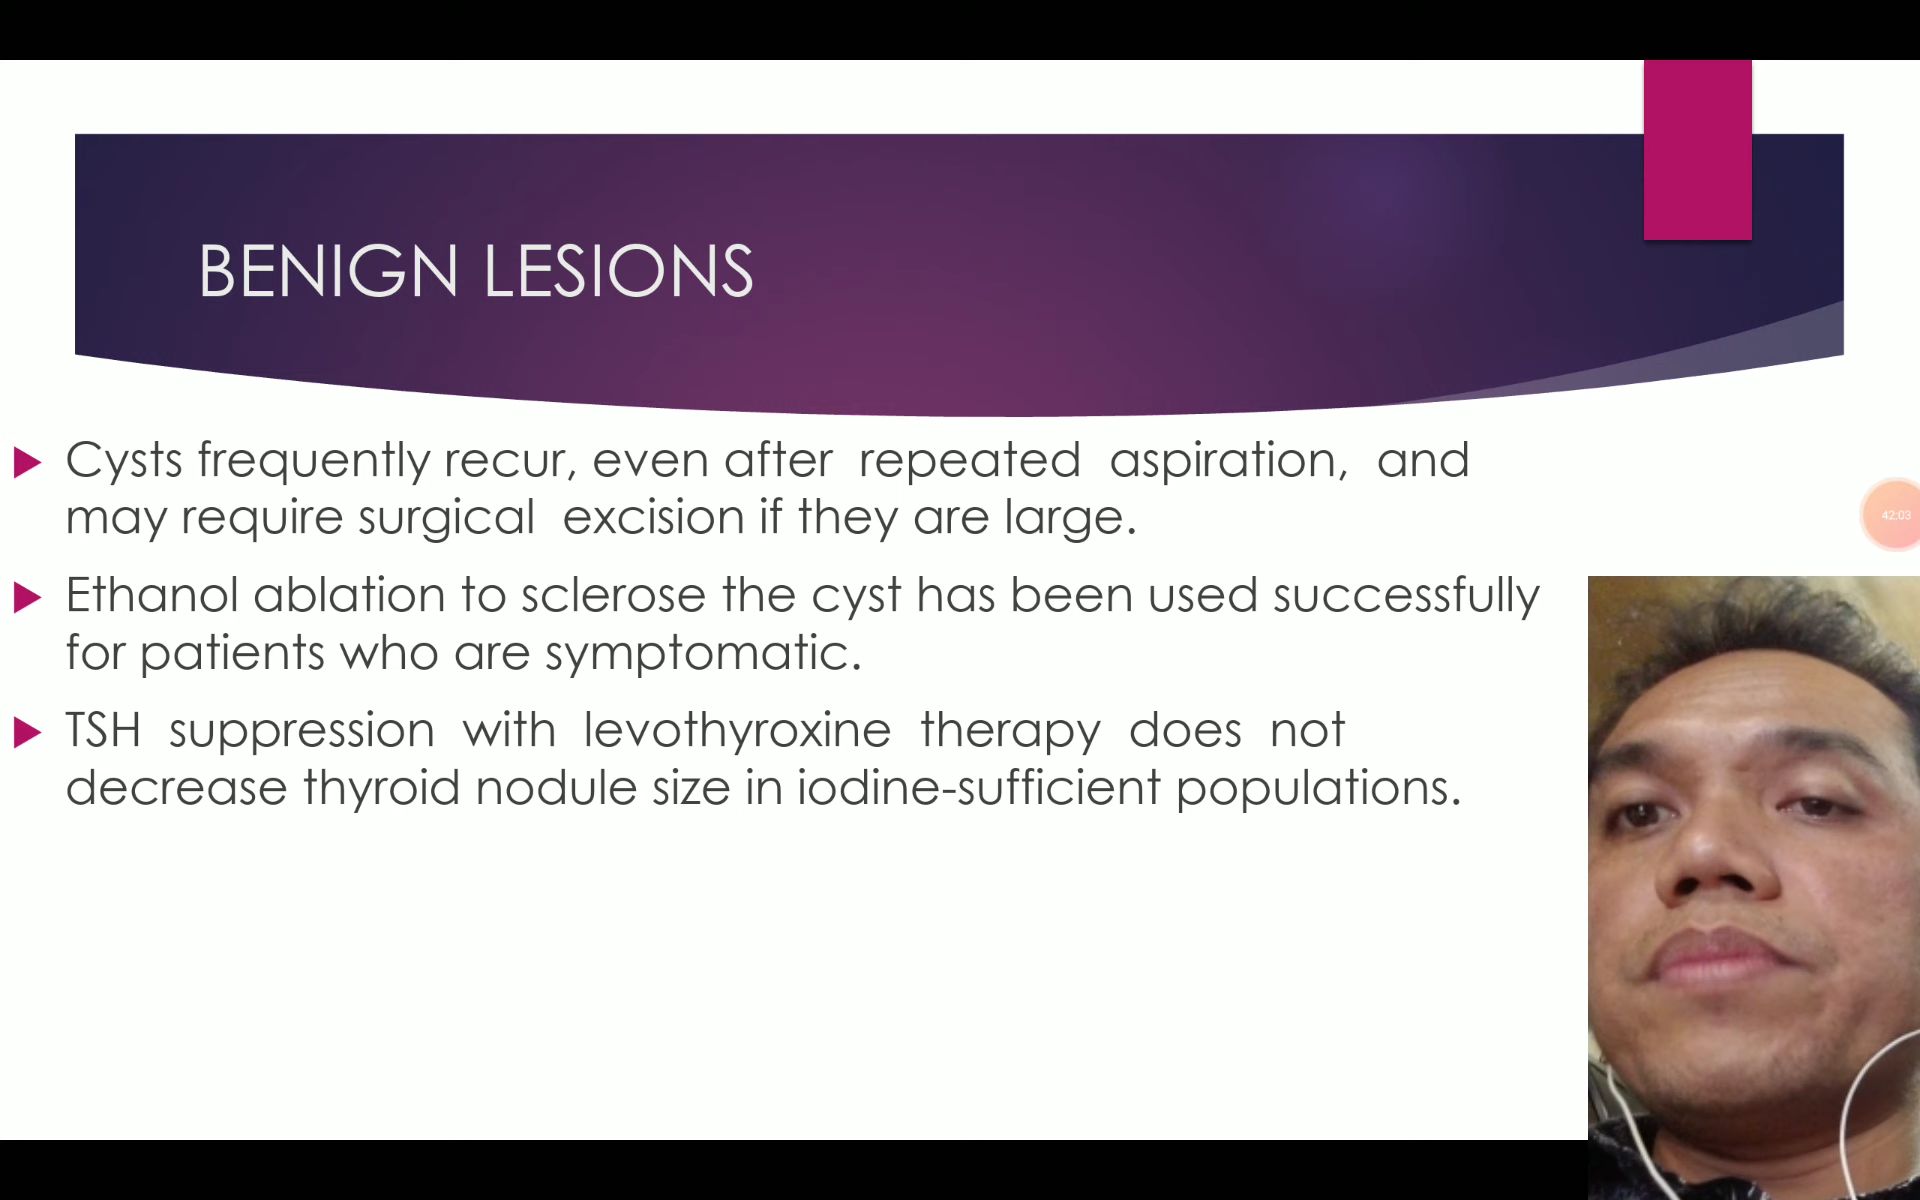 BENIGN LESIONS
Cysts frequently recur, even after repeated aspiration, and
may require surgical excision if they are large.
42:03
Ethanol ablation to sclerose the cyst has been used successfully
for patients who are symptomatic.
TSH suppression with levothyroxine therapy does not
decrease thyroid nodule size in iodine-sufficient populations.